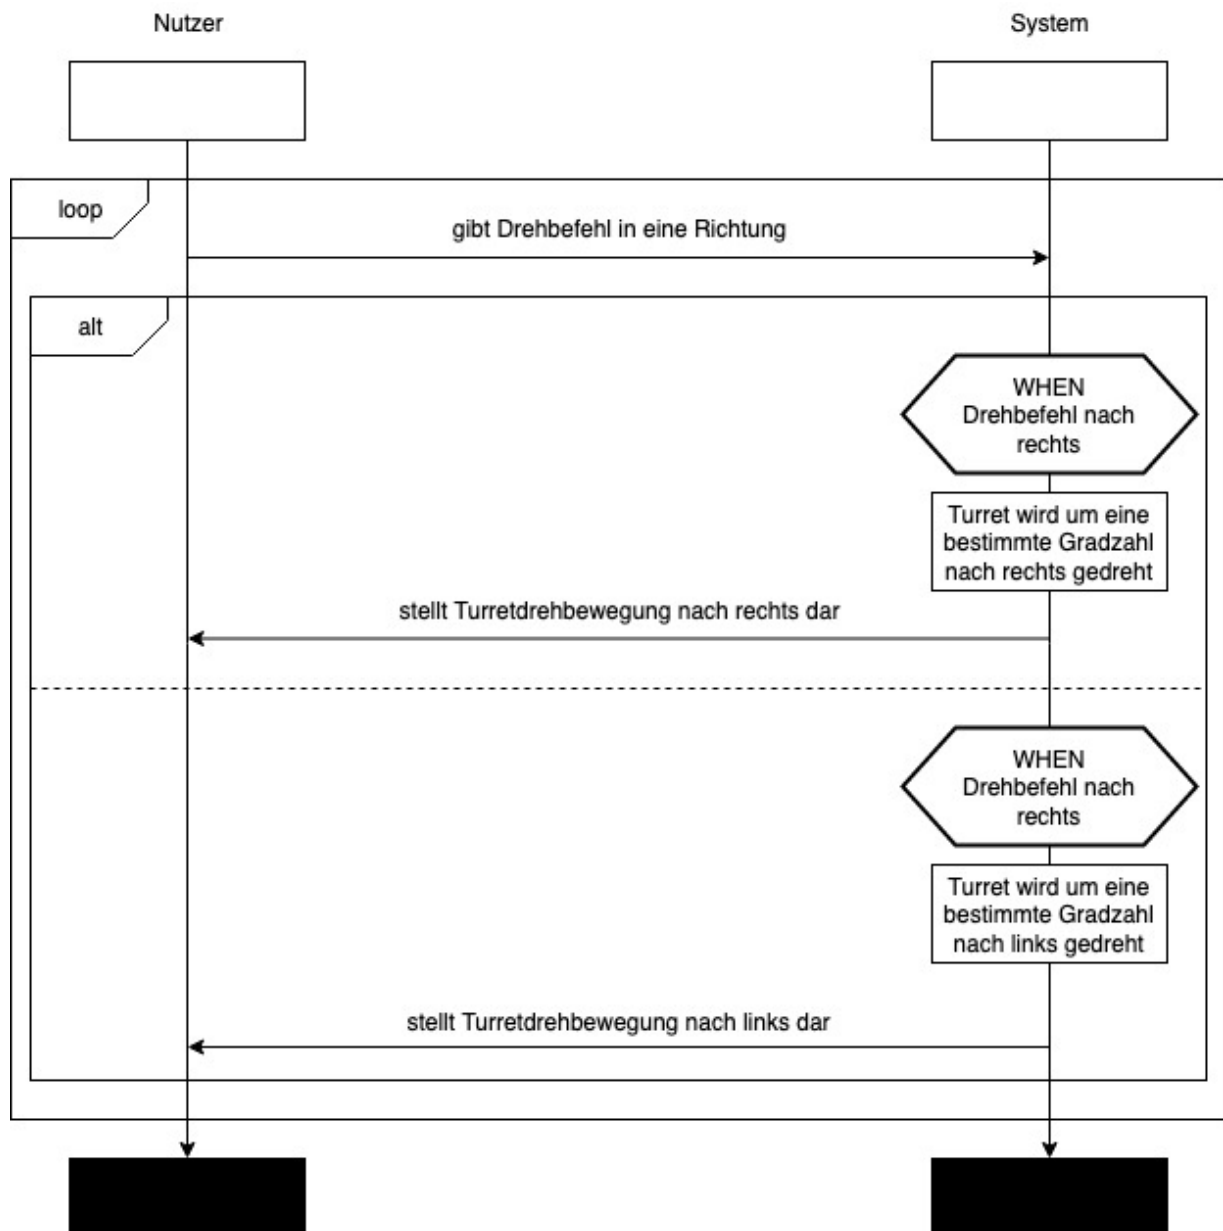 Nutzer
System
loop
gibt Drehbefehl in eine Richtung
alt
WHEN
Drehbefehl nach
rechts
Turret wird um eine
bestimmte Gradzahl
nach rechts gedreht
stellt Turretdrehbewegung nach rechts dar
WHEN
Drehbefehl nach
rechts
Turret wird um eine
bestimmte Gradzahl
nach links gedreht
stellt Turretdrehbewegung nach links dar